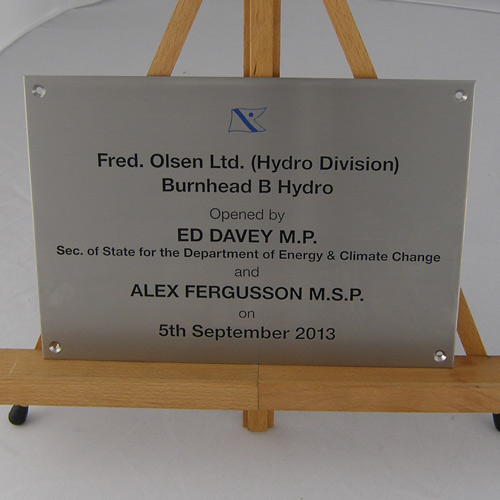 Fred. Olsen Ltd. (Hydro Division)
Burnhead B Hydro
Opened by
ED DAVEY M.P.
Sec. of State for the Department of Energy & Climate Change
and
ALEX FERGUSSON M.S.P.
on
5th September 2013